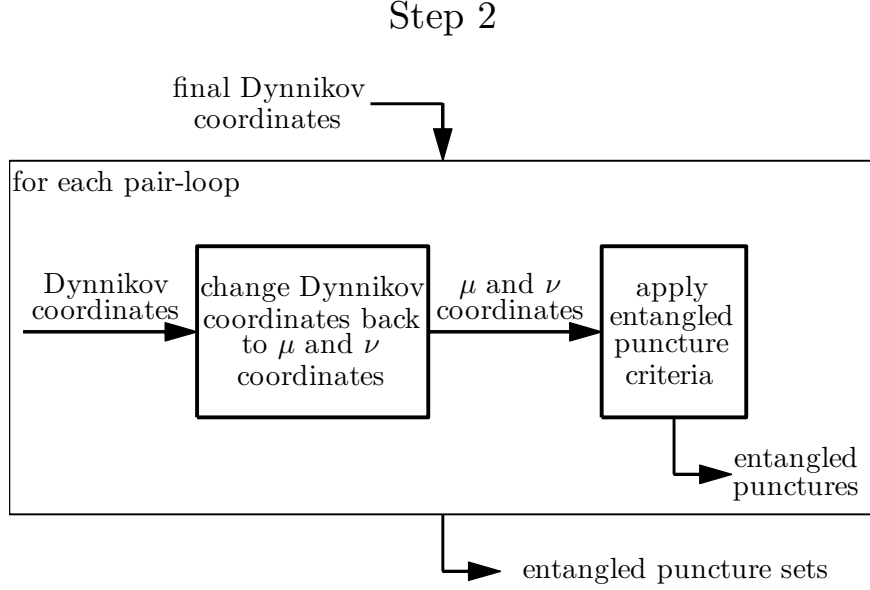 Step 2
final Dynnikov
coordinates
for each pair-loop
Dynnikov
coordinates
change Dynnikov
coordinates back
to μ and ν
coordinates
μ and ν
coordinates
apply
entangled
puncture
criteria
entangled
punctures
entangled puncture sets